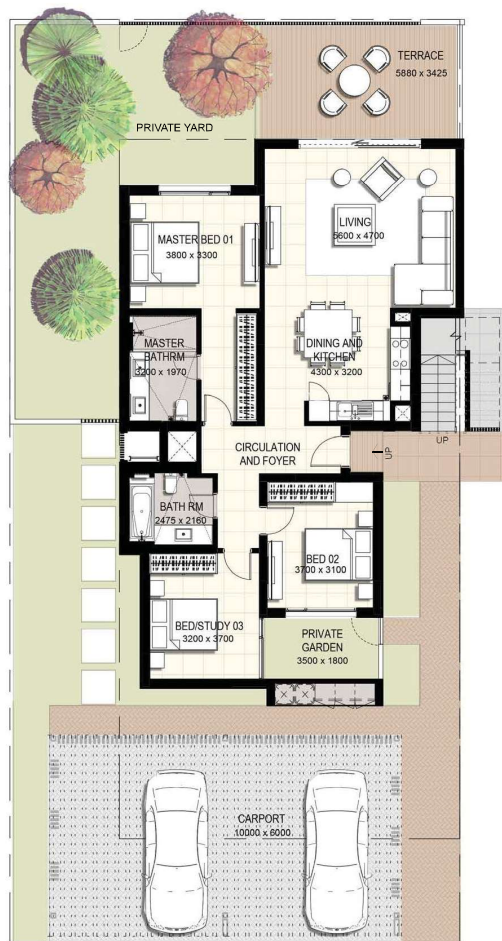 TERRACE
5880 x 3425
PRIVATE YARD
MASTER BED 01
3800 x 3300
LIVING
5600 x 4700
MASTER
BATHRM
3200 x 1970
DINING AND
KITCHEN
4300 x 3200
UP
CIRCULATION
AND FOYER
UP
BATH RM
2475 x 2160
BED 02
3700 x 3100
BED/STUDY 03
3200 x 3700
PRIVATE
GARDEN
3500 x 1800
CARPORT
10000 x 6000